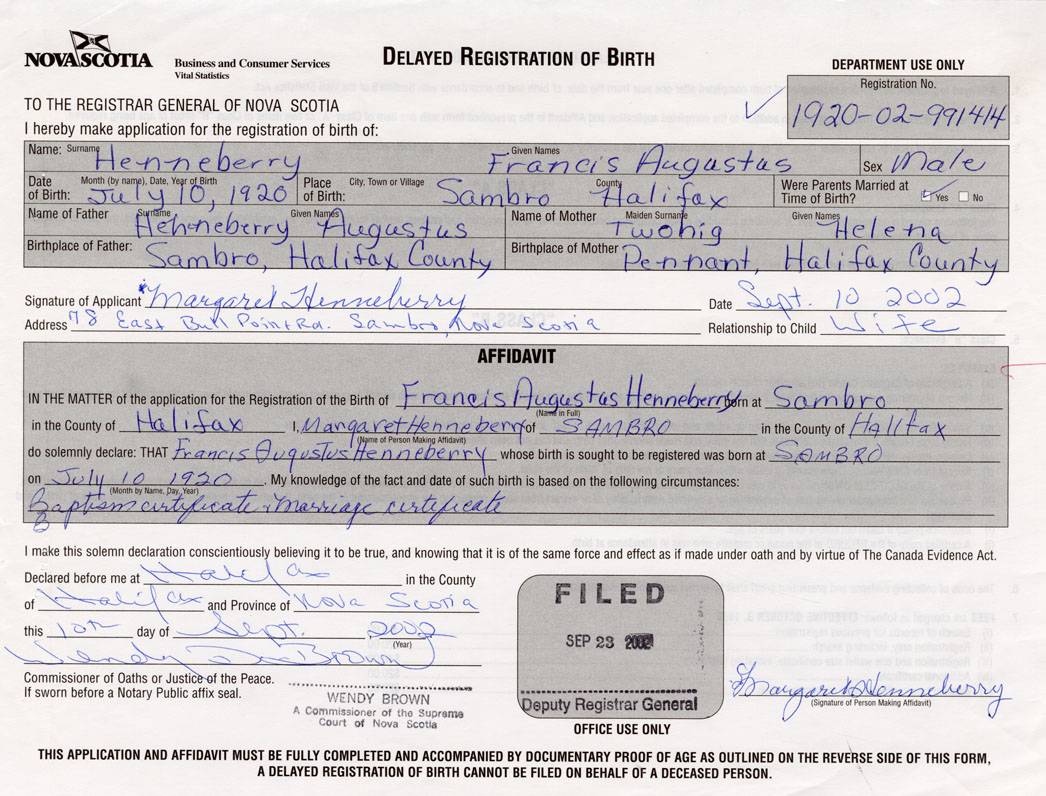 NOVA SCOTIA
Business and Consumer Services
Vital Statistics
DELAYED REGISTRATION OF BIRTH
DEPARTMENT USE ONLY
Registration No.
1920-02-991414
TO THE REGISTRAR GENERAL OF NOVA SCOTIA
I hereby make application for the registration of birth of:
Name: Surname Henneberry Given Names Francis Augustus Sex Male
Date of Birth: Month (by name), Date, Year of Birth July 10, 1920 Place of Birth: City, Town or Village Sambro County Halifax Were Parents Married at Time of Birth? Yes No
Name of Father Surname Henneberry Given Names Augustus Name of Mother Maiden Surname Twohig Given Names Helena
Birthplace of Father: Sambro, Halifax County Birthplace of Mother Pennant, Halifax County
Signature of Applicant Margaret Henneberry Date Sept. 10 2002
Address 78 East Bull Point Rd. Sambro, Nova Scoria Relationship to Child Wife
AFFIDAVIT
IN THE MATTER of the application for the Registration of the Birth of Francis Augustus Henneberry born at Sambro
(Name in Full)
in the County of Halifax I, Margaret Henneberry of SAMBRO in the County of Halifax
(Name of Person Making Affidavit)
do solemnly declare: THAT Francis Augustus Henneberry whose birth is sought to be registered was born at SAMBRO
on July 10 1920. My knowledge of the fact and date of such birth is based on the following circumstances:
(Month by Name, Day, Year)
Baptism certificate & Marriage certificate
I make this solemn declaration conscientiously believing it to be true, and knowing that it is of the same force and effect as if made under oath and by virtue of The Canada Evidence Act.
Declared before me at Halifax in the County
of Halifax and Province of Nova Scoria
this 10th day of Sept. 2002
(Year)
Wendy Brown
Commissioner of Oaths or Justice of the Peace.
If sworn before a Notary Public affix seal.
WENDY BROWN
A Commissioner of the Supreme
Court of Nova Scotia
FILED
SEP 23 2002
Deputy Registrar General
OFFICE USE ONLY
Margaret Henneberry
(Signature of Person Making Affidavit)
THIS APPLICATION AND AFFIDAVIT MUST BE FULLY COMPLETED AND ACCOMPANIED BY DOCUMENTARY PROOF OF AGE AS OUTLINED ON THE REVERSE SIDE OF THIS FORM,
A DELAYED REGISTRATION OF BIRTH CANNOT BE FILED ON BEHALF OF A DECEASED PERSON.